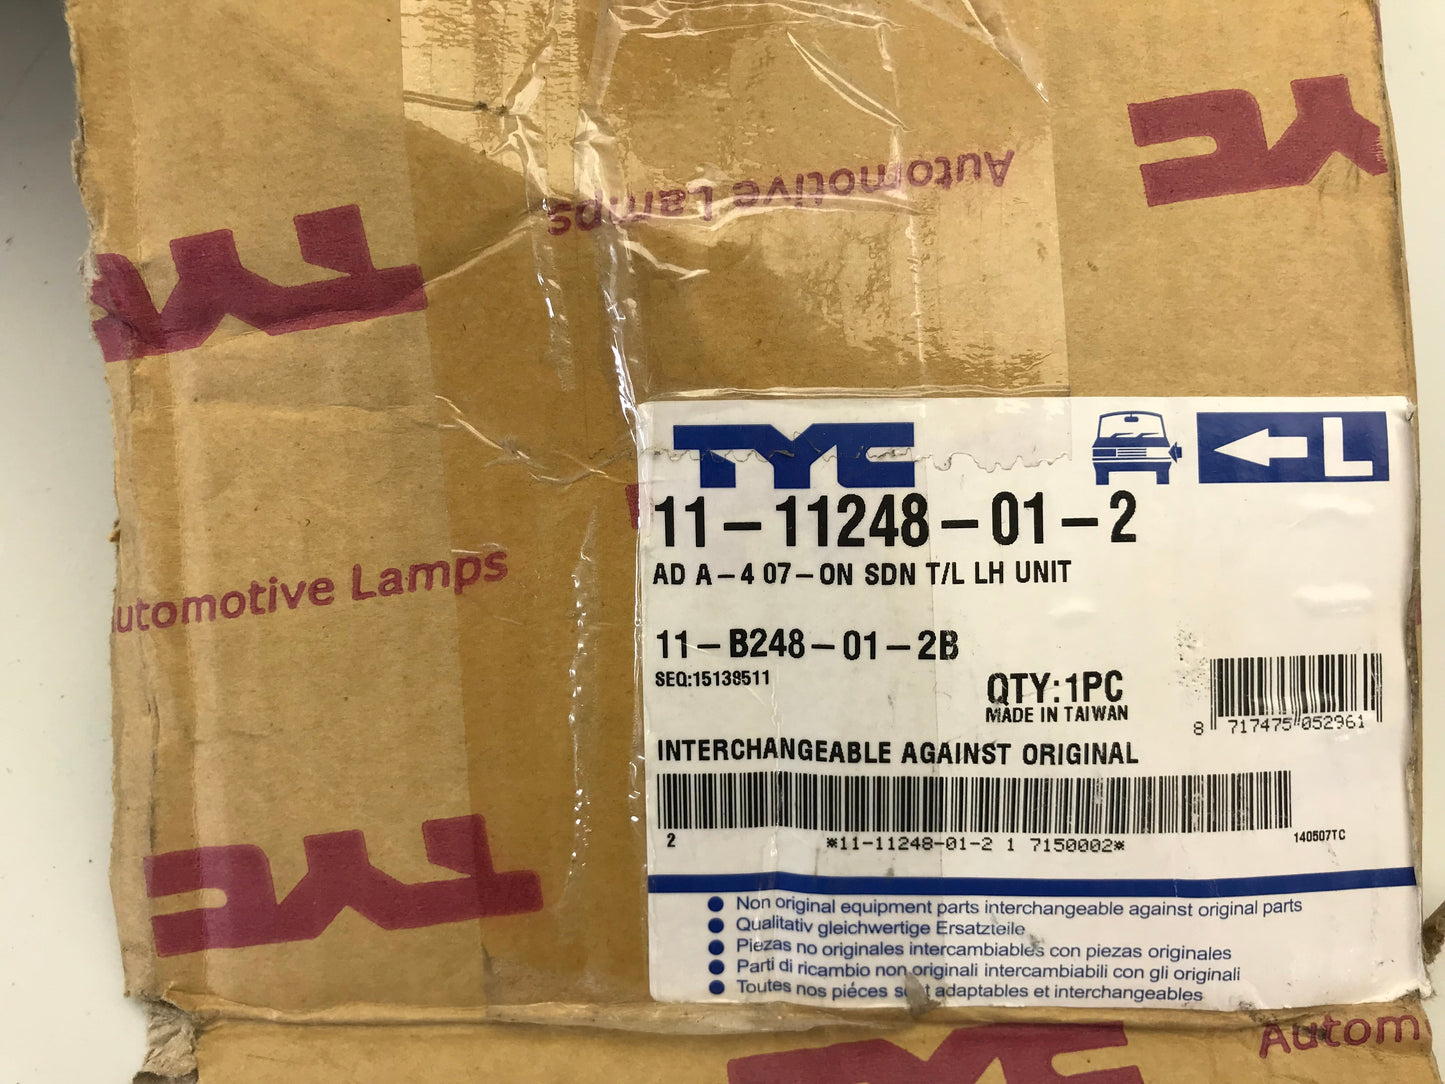 TYC
Automotive Lamps
TYC
TYC
L
11-11248-01-2
AD A-4 07-ON SDN T/L LH UNIT
Automotive Lamps
11-B248-01-2B
SEQ:15139511
QTY:1PC
MADE IN TAIWAN
8 717475 052961
INTERCHANGEABLE AGAINST ORIGINAL
2 *11-11248-01-2 1 7150002* 140507TC
TYC
Non original equipment parts interchangeable against original parts
Qualitativ gleichwertige Ersatzteile
Piezas no originales intercambiables con piezas originales
Parti di ricambio non originali intercambiabili con gli originali
Toutes nos piéces sont adaptables et interchangeables
Autom
TYC